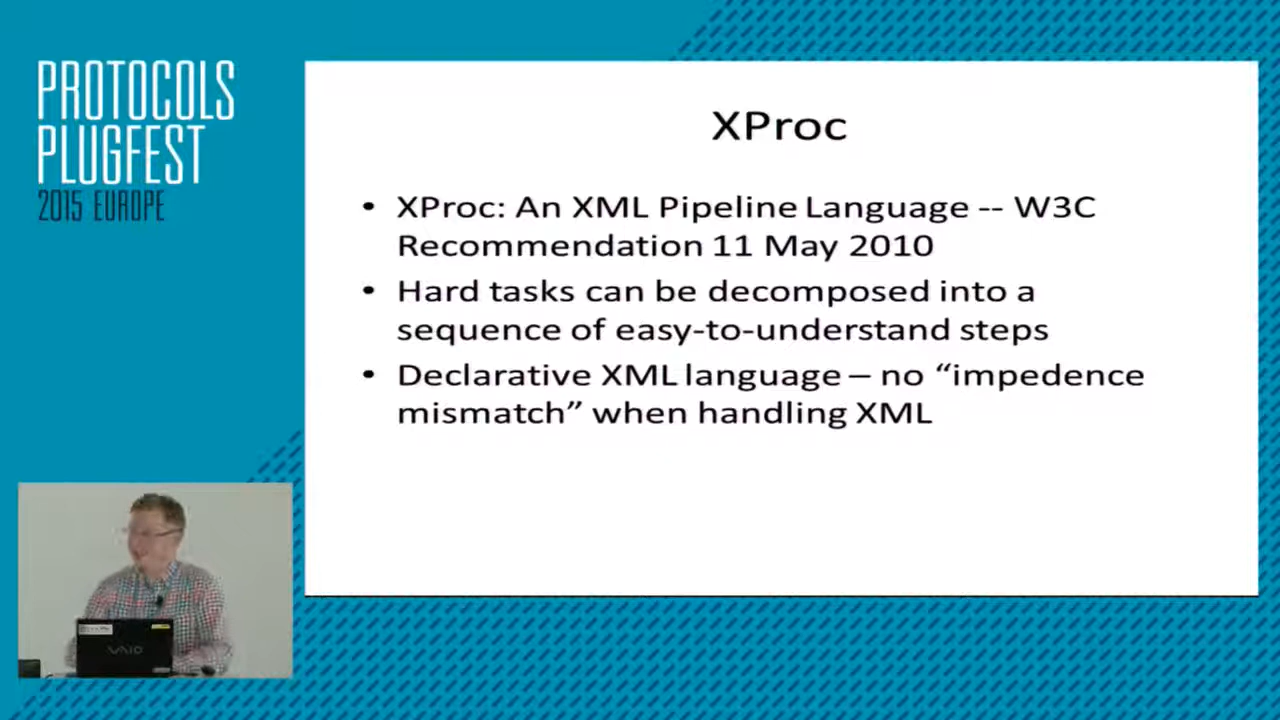 PROTOCOLS
PLUGFEST
2015 EUROPE
XProc
• XProc: An XML Pipeline Language -- W3C
Recommendation 11 May 2010
• Hard tasks can be decomposed into a
sequence of easy-to-understand steps
• Declarative XML language – no “impedence
mismatch” when handling XML
VAIO